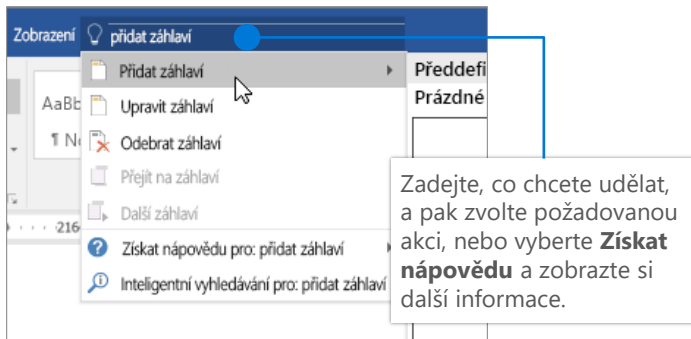 Zobrazení přidat záhlaví
Přidat záhlaví
Upravit záhlaví
Odebrat záhlaví
Přejít na záhlaví
Další záhlaví
Získat nápovědu pro: přidat záhlaví
Inteligentní vyhledávání pro: přidat záhlaví
AaBb
¶ No
216
Předdefi
Prázdné
Zadejte, co chcete udělat,
a pak zvolte požadovanou
akci, nebo vyberte Získat
nápovědu a zobrazte si
další informace.